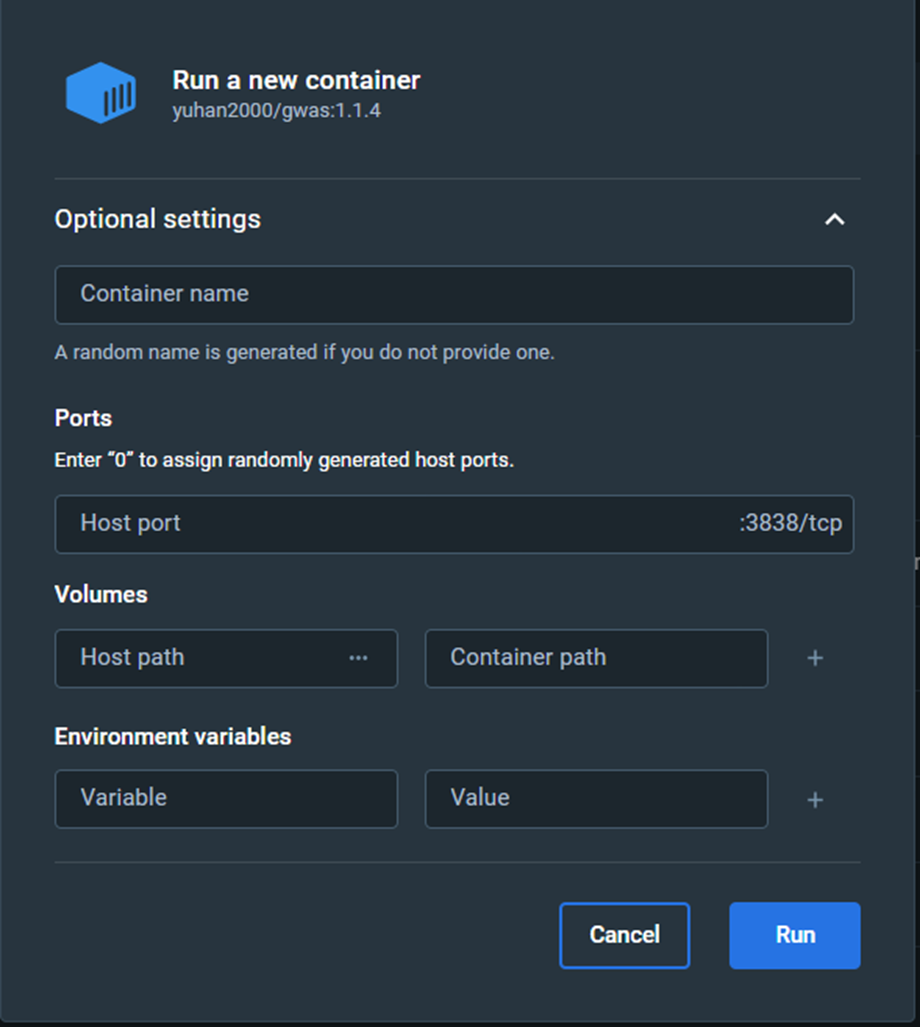 Run a new container
yuhan2000/gwas:1.1.4
Optional settings
Container name
A random name is generated if you do not provide one.
Ports
Enter “0” to assign randomly generated host ports.
Host port :3838/tcp
Volumes
Host path ... Container path +
Environment variables
Variable Value +
Cancel Run